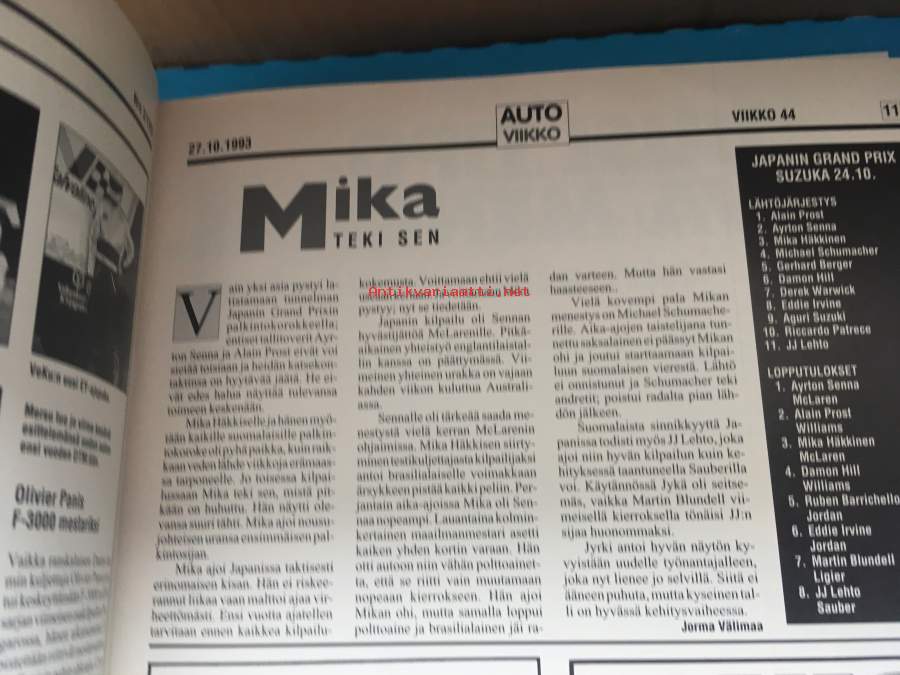 27.10.1993
AUTO
VIIKKO
VIIKKO 44
11
Mika
TEKI SEN
Vain yksi asia pystyi la-
tistamaan tunnelman
Japanin Grand Prixin
palkintokorokkeella;
entiset tallitoverit Ayr-
ton Senna ja Alain Prost eivät voi
sietää toisiaan ja heidän katsekon-
taktinsa on hyytävää jäätä. He ei-
vät edes halua näyttää tulevansa
toimeen keskenään.
Mika Häkkiselle ja hänen myö-
tään kaikille suomalaisille palkin-
tokoroke oli pyhä paikka, kuin raik-
kaan veden lähde viikkoja erämaas-
sa tarponeelle. Jo toisessa kilpai-
lussaan Mika teki sen, mistä pit-
kään on huhuttu. Hän näytti ole-
vansa suuri tähti. Mika ajoi nousu-
johteisen uransa ensimmäisen pal-
kintosijan.
Mika ajoi Japanissa taktisesti
erinomaisen kisan. Hän ei riskee-
rannut liikaa vaan malttoi ajaa vir-
heettömästi. Ensi vuotta ajatellen
tarvitaan ennen kaikkea kilpailu-
kokemusta. Voittamaan ehtii vielä
pystyy; nyt se tiedetään.
Japanin kilpailu oli Sennan
hyvästijättöä McLarenille. Pitkä-
aikainen yhteistyö englantilaistal-
lin kanssa on päättymässä. Vii-
meinen yhteinen urakka on vajaan
kahden viikon kuluttua Australi-
assa.
Sennalle oli tärkeää saada me-
nestystä vielä kerran McLarenin
ohjaimissa. Mika Häkkisen siirty-
minen testikuljettajasta kilpailijaksi
antoi brasilialaiselle voimakkaan
ärsykkeen pistää kaikki peliin. Per-
jantain aika-ajoissa Mika oli Sen-
naa nopeampi. Lauantaina kolmin-
kertainen maailmanmestari asetti
kaiken yhden kortin varaan. Hän
otti autoon niin vähän polttoainet-
ta, että se riitti vain muutamaan
nopeaan kierrokseen. Hän ajoi
Mikan ohi, mutta samalla loppui
polttoaine ja brasilialainen jäi ra-
dan varteen. Mutta hän vastasi
haasteeseen..
Vielä kovempi pala Mikan
menestys on Michael Schumache-
rille. Aika-ajojen taistelijana tun-
nettu saksalainen ei päässyt Mikan
ohi ja joutui starttaamaan kilpai-
luun suomalaisen vierestä. Lähtö
ei onnistunut ja Schumacher teki
andretit; poistui radalta pian läh-
dön jälkeen.
Suomalaista sinnikkyyttä Ja-
panissa todisti myös JJ Lehto, joka
ajoi niin hyvän kilpailun kuin ke-
hityksessä taantuneella Sauberilla
voi. Käytännössä Jykä oli seitse-
mäs, vaikka Martin Blundell vii-
meisellä kierroksella tönäisi JJ:n
sijaa huonommaksi.
Jyrki antoi hyvän näytön ky-
vyistään uudelle työnantajalleen,
joka nyt lienee jo selvillä. Siitä ei
ääneen puhuta, mutta kyseinen tal-
li on hyvässä kehitysvaiheessa.
Jorma Välimaa
Antikvariaatti.net
JAPANIN GRAND PRIX
SUZUKA 24.10.
LÄHTÖJÄRJESTYS
1. Alain Prost
2. Ayrton Senna
3. Mika Häkkinen
4. Michael Schumacher
5. Gerhard Berger
6. Damon Hill
7. Derek Warwick
8. Eddie Irvine
9. Aguri Suzuki
10. Riccardo Patrese
11. JJ Lehto
LOPPUTULOKSET
1. Ayrton Senna
McLaren
2. Alain Prost
Williams
3. Mika Häkkinen
McLaren
4. Damon Hill
Williams
5. Ruben Barrichello
Jordan
6. Eddie Irvine
Jordan
7. Martin Blundell
Ligier
8. JJ Lehto
Sauber
Olivier Panis
F-3000 mestariksi